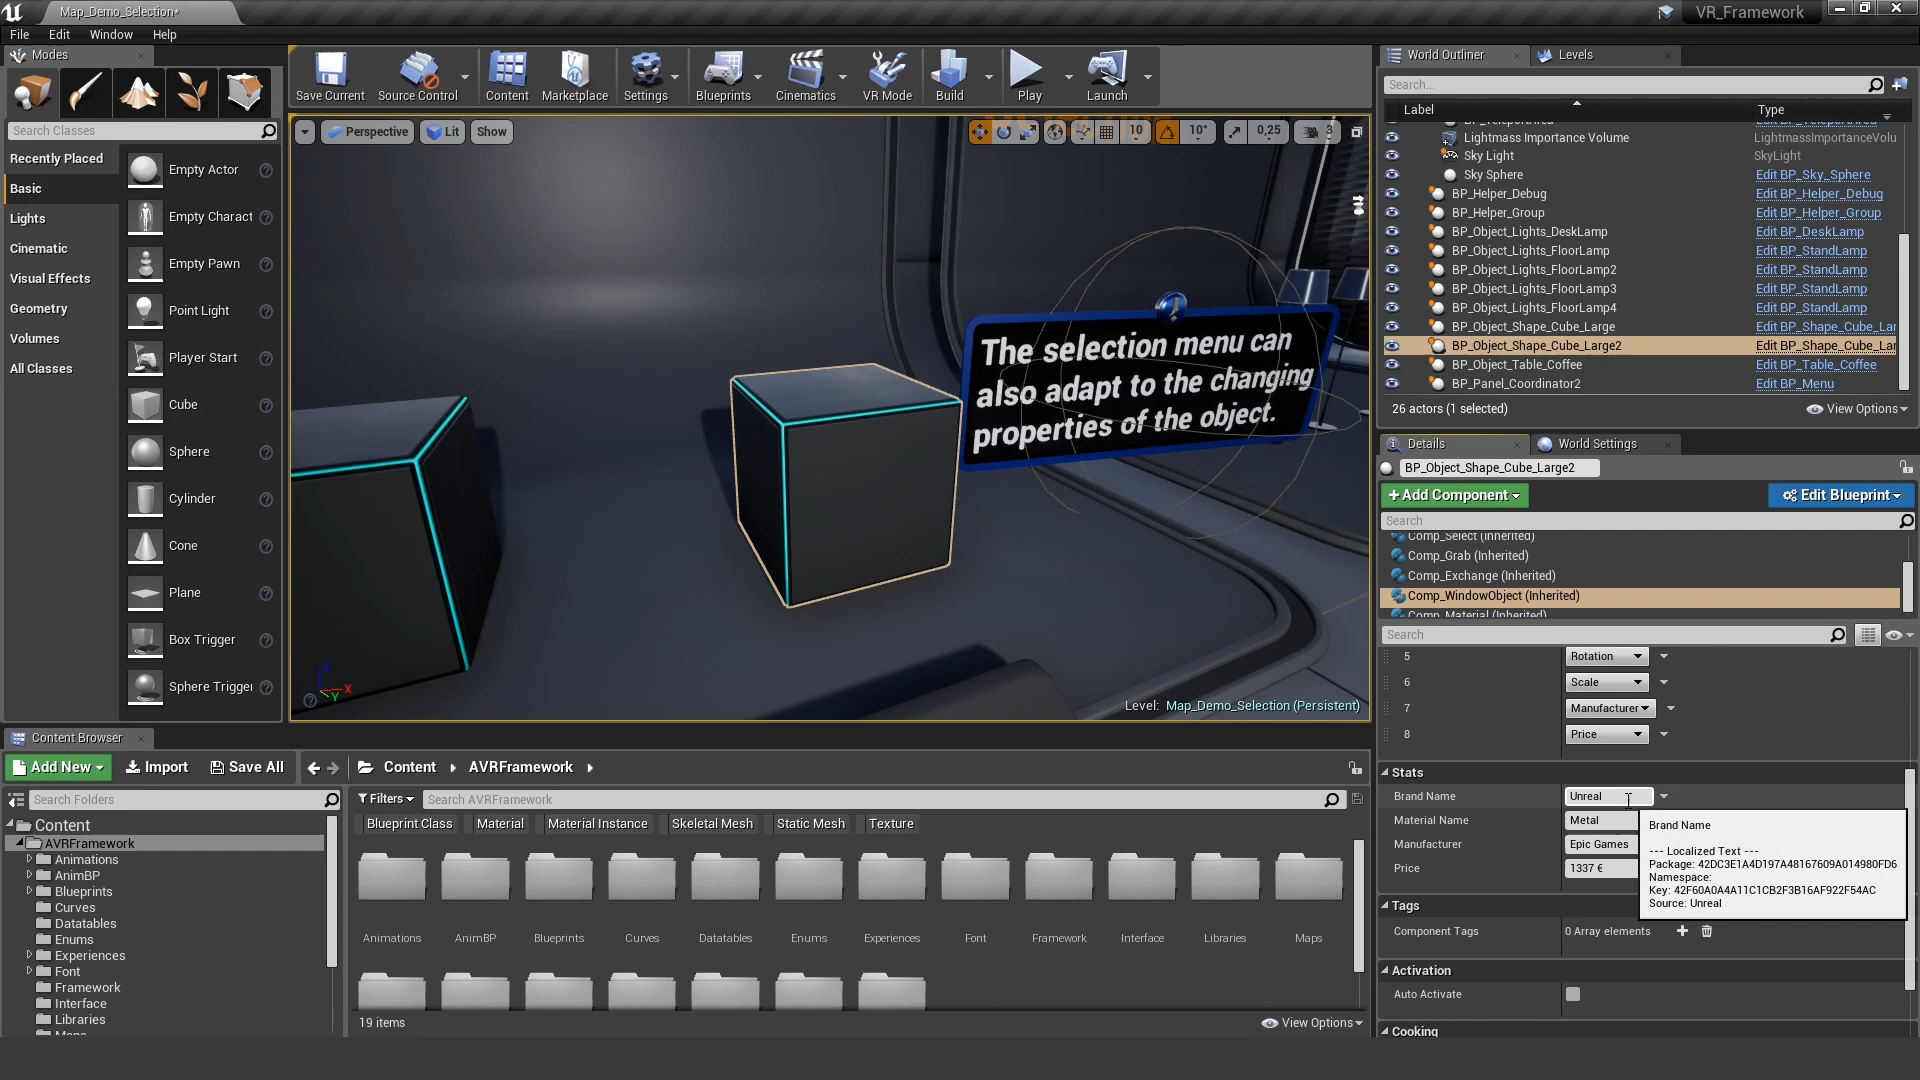 Map_Demo_Selection*
VR_Framework
File Edit Window Help
Modes
Search Classes
Recently Placed
Basic
Lights
Cinematic
Visual Effects
Geometry
Volumes
All Classes
Empty Actor
Empty Charact
Empty Pawn
Point Light
Player Start
Cube
Sphere
Cylinder
Cone
Plane
Box Trigger
Sphere Trigger
Save Current Source Control Content Marketplace Settings Blueprints Cinematics VR Mode Build Play Launch
Perspective Lit Show
10 10° 0,25 3
The selection menu can
also adapt to the changing
properties of the object.
Level: Map_Demo_Selection (Persistent)
X
Y
World Outliner Levels
Search...
Label Type
Lightmass Importance Volume LightmassImportanceVolu
Sky Light SkyLight
Sky Sphere Edit BP_Sky_Sphere
BP_Helper_Debug Edit BP_Helper_Debug
BP_Helper_Group Edit BP_Helper_Group
BP_Object_Lights_DeskLamp Edit BP_DeskLamp
BP_Object_Lights_FloorLamp Edit BP_StandLamp
BP_Object_Lights_FloorLamp2 Edit BP_StandLamp
BP_Object_Lights_FloorLamp3 Edit BP_StandLamp
BP_Object_Lights_FloorLamp4 Edit BP_StandLamp
BP_Object_Shape_Cube_Large Edit BP_Shape_Cube_Lar
BP_Object_Shape_Cube_Large2 Edit BP_Shape_Cube_Lar
BP_Object_Table_Coffee Edit BP_Table_Coffee
BP_Panel_Coordinator2 Edit BP_Menu
26 actors (1 selected) View Options
Details World Settings
BP_Object_Shape_Cube_Large2
+Add Component Edit Blueprint
Search
Comp_Select (Inherited)
Comp_Grab (Inherited)
Comp_Exchange (Inherited)
Comp_WindowObject (Inherited)
Comp_Material (Inherited)
Search
5 Rotation
6 Scale
7 Manufacturer
8 Price
Stats
Brand Name Unreal
Material Name Metal
Manufacturer Epic Games
Price 1337 €
Brand Name
--- Localized Text ---
Package: 42DC3E1A4D197A48167609A014980FD6
Namespace:
Key: 42F60A0A4A11C1CB2F3B16AF922F54AC
Source: Unreal
Tags
Component Tags 0 Array elements
Activation
Auto Activate
Cooking
Content Browser
Add New Import Save All Content AVRFramework
Search Folders
Content
AVRFramework
Animations
AnimBP
Blueprints
Curves
Datatables
Enums
Experiences
Font
Framework
Interface
Libraries
Maps
Filters Search AVRFramework
Blueprint Class Material Material Instance Skeletal Mesh Static Mesh Texture
Animations AnimBP Blueprints Curves Datatables Enums Experiences Font Framework Interface Libraries Maps
19 items View Options